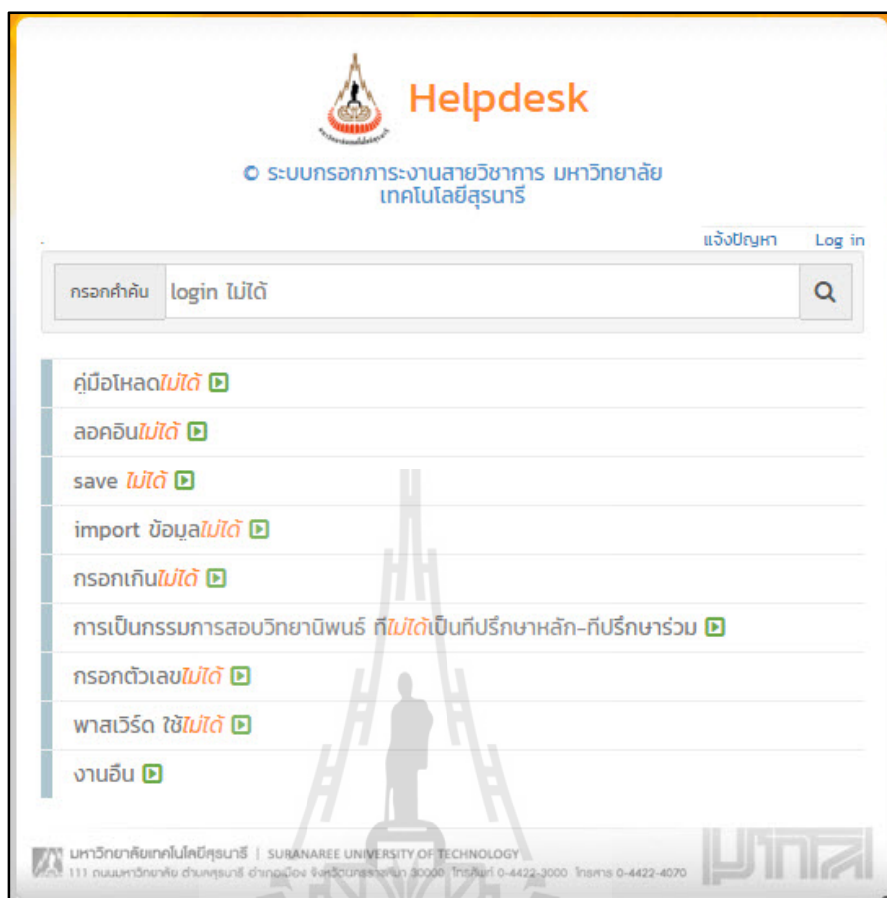 Helpdesk
© ระบบกรอกภาระงานสายวิชาการ มหาวิทยาลัย
เทคโนโลยีสุรนารี
แจ้งปัญหา Log in
กรอกคำค้น login ไม่ได้
คู่มือโหลดไม่ได้
ลอคอินไม่ได้
save ไม่ได้
import ข้อมูลไม่ได้
กรอกเกินไม่ได้
การเป็นกรรมการสอบวิทยานิพนธ์ ที่ไม่ได้เป็นที่ปรึกษาหลัก-ที่ปรึกษาร่วม
กรอกตัวเลขไม่ได้
พาสเวิร์ด ใช้ไม่ได้
งานอื่น
มหาวิทยาลัยเทคโนโลยีสุรนารี | SURANAREE UNIVERSITY OF TECHNOLOGY
111 ถนนมหาวิทยาลัย ตำบลสุรนารี อำเภอเมือง จังหวัดนครราชสีมา 30000 โทรศัพท์ 0-4422-3000 โทรสาร 0-4422-4070
มทส